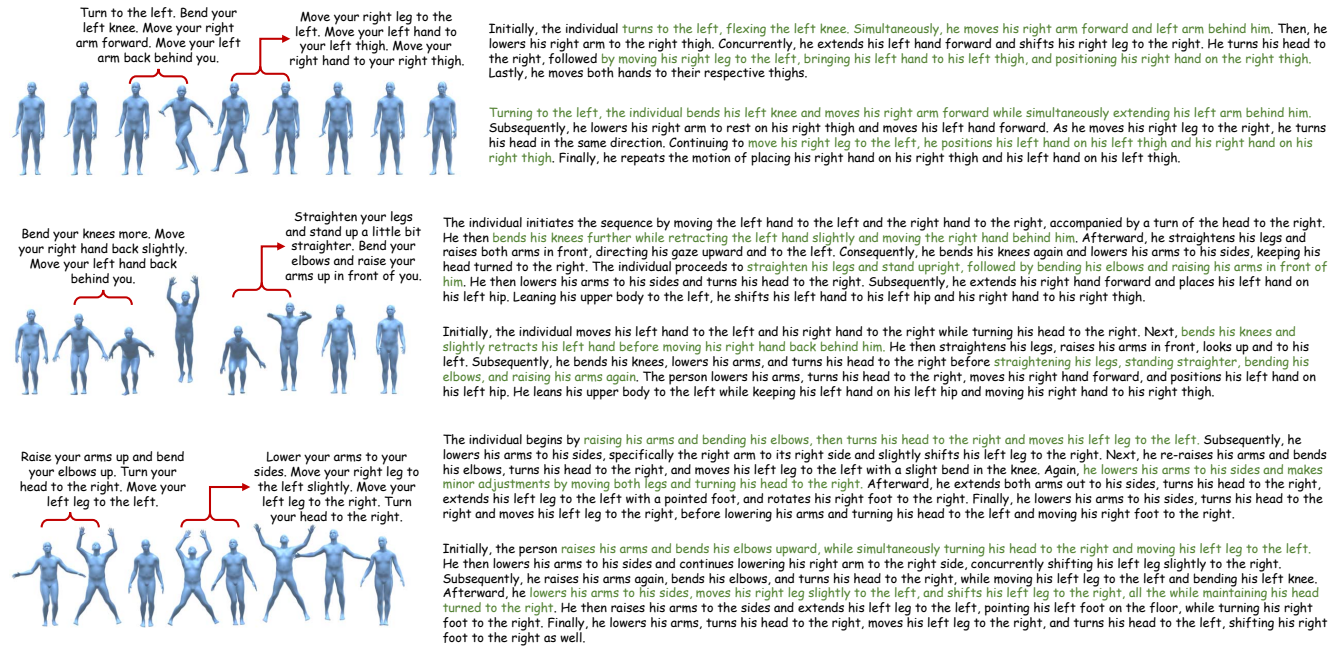 Turn to the left. Bend your
left knee. Move your right
arm forward. Move your left
arm back behind you.
Move your right leg to the
left. Move your left hand to
your left thigh. Move your
right hand to your right thigh.
Initially, the individual turns to the left, flexing the left knee. Simultaneously, he moves his right arm forward and left arm behind him. Then, he
lowers his right arm to the right thigh. Concurrently, he extends his left hand forward and shifts his right leg to the right. He turns his head to
the right, followed by moving his right leg to the left, bringing his left hand to his left thigh, and positioning his right hand on the right thigh.
Lastly, he moves both hands to their respective thighs.
Turning to the left, the individual bends his left knee and moves his right arm forward while simultaneously extending his left arm behind him.
Subsequently, he lowers his right arm to rest on his right thigh and moves his left hand forward. As he moves his right leg to the right, he turns
his head in the same direction. Continuing to move his right leg to the left, he positions his left hand on his left thigh and his right hand on his
right thigh. Finally, he repeats the motion of placing his right hand on his right thigh and his left hand on his left thigh.
Bend your knees more. Move
your right hand back slightly.
Move your left hand back
behind you.
Straighten your legs
and stand up a little bit
straighter. Bend your
elbows and raise your
arms up in front of you.
The individual initiates the sequence by moving the left hand to the left and the right hand to the right, accompanied by a turn of the head to the right.
He then bends his knees further while retracting the left hand slightly and moving the right hand behind him. Afterward, he straightens his legs and
raises both arms in front, directing his gaze upward and to the left. Consequently, he bends his knees again and lowers his arms to his sides, keeping his
head turned to the right. The individual proceeds to straighten his legs and stand upright, followed by bending his elbows and raising his arms in front of
him. He then lowers his arms to his sides and turns his head to the right. Subsequently, he extends his right hand forward and places his left hand on
his left hip. Leaning his upper body to the left, he shifts his left hand to his left hip and his right hand to his right thigh.
Initially, the individual moves his left hand to the left and his right hand to the right while turning his head to the right. Next, bends his knees and
slightly retracts his left hand before moving his right hand back behind him. He then straightens his legs, raises his arms in front, looks up and to his
left. Subsequently, he bends his knees, lowers his arms, and turns his head to the right before straightening his legs, standing straighter, bending his
elbows, and raising his arms again. The person lowers his arms, turns his head to the right, moves his right hand forward, and positions his left hand on
his left hip. He leans his upper body to the left while keeping his left hand on his left hip and moving his right hand to his right thigh.
Raise your arms up and bend
your elbows up. Turn your
head to the right. Move your
left leg to the left.
Lower your arms to your
sides. Move your right leg to
the left slightly. Move your
left leg to the right. Turn
your head to the right.
The individual begins by raising his arms and bending his elbows, then turns his head to the right and moves his left leg to the left. Subsequently, he
lowers his arms to his sides, specifically the right arm to its right side and slightly shifts his left leg to the right. Next, he re-raises his arms and bends
his elbows, turns his head to the right, and moves his left leg to the left with a slight bend in the knee. Again, he lowers his arms to his sides and makes
minor adjustments by moving both legs and turning his head to the right. Afterward, he extends both arms out to his sides, turns his head to the right,
extends his left leg to the left with a pointed foot, and rotates his right foot to the right. Finally, he lowers his arms to his sides, turns his head to the
right and moves his left leg to the right, before lowering his arms and turning his head to the left and moving his right foot to the right.
Initially, the person raises his arms and bends his elbows upward, while simultaneously turning his head to the right and moving his left leg to the left.
He then lowers his arms to his sides and continues lowering his right arm to the right side, concurrently shifting his left leg slightly to the right.
Subsequently, he raises his arms again, bends his elbows, and turns his head to the right, while moving his left leg to the left and bending his left knee.
Afterward, he lowers his arms to his sides, moves his right leg slightly to the left, and shifts his left leg to the right, all the while maintaining his head
turned to the right. He then raises his arms to the sides and extends his left leg to the left, pointing his left foot on the floor, while turning his right
foot to the right. Finally, he lowers his arms, turns his head to the right, moves his left leg to the right, and turns his head to the left, shifting his right
foot to the right as well.